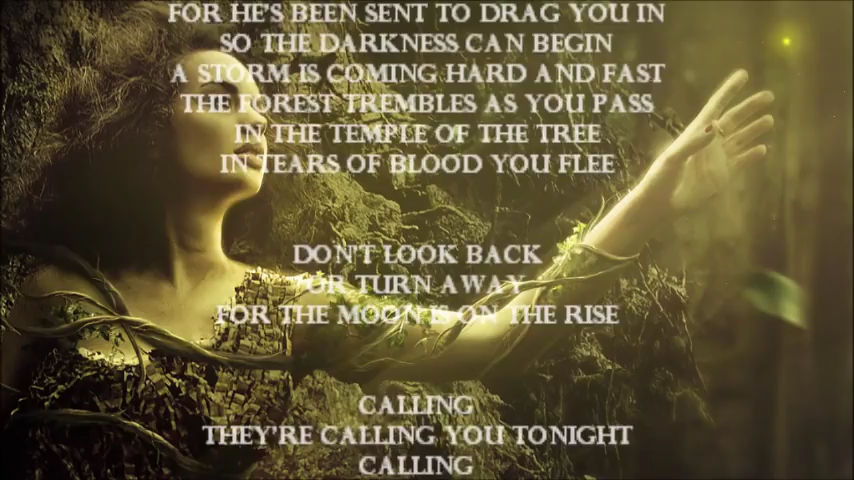 FOR HE'S BEEN SENT TO DRAG YOU IN
SO THE DARKNESS CAN BEGIN
A STORM IS COMING HARD AND FAST
THE FOREST TREMBLES AS YOU PASS
IN THE TEMPLE OF THE TREE
IN TEARS OF BLOOD YOU FLEE
DON'T LOOK BACK
OR TURN AWAY
FOR THE MOON IS ON THE RISE
CALLING
THEY'RE CALLING YOU TONIGHT
CALLING